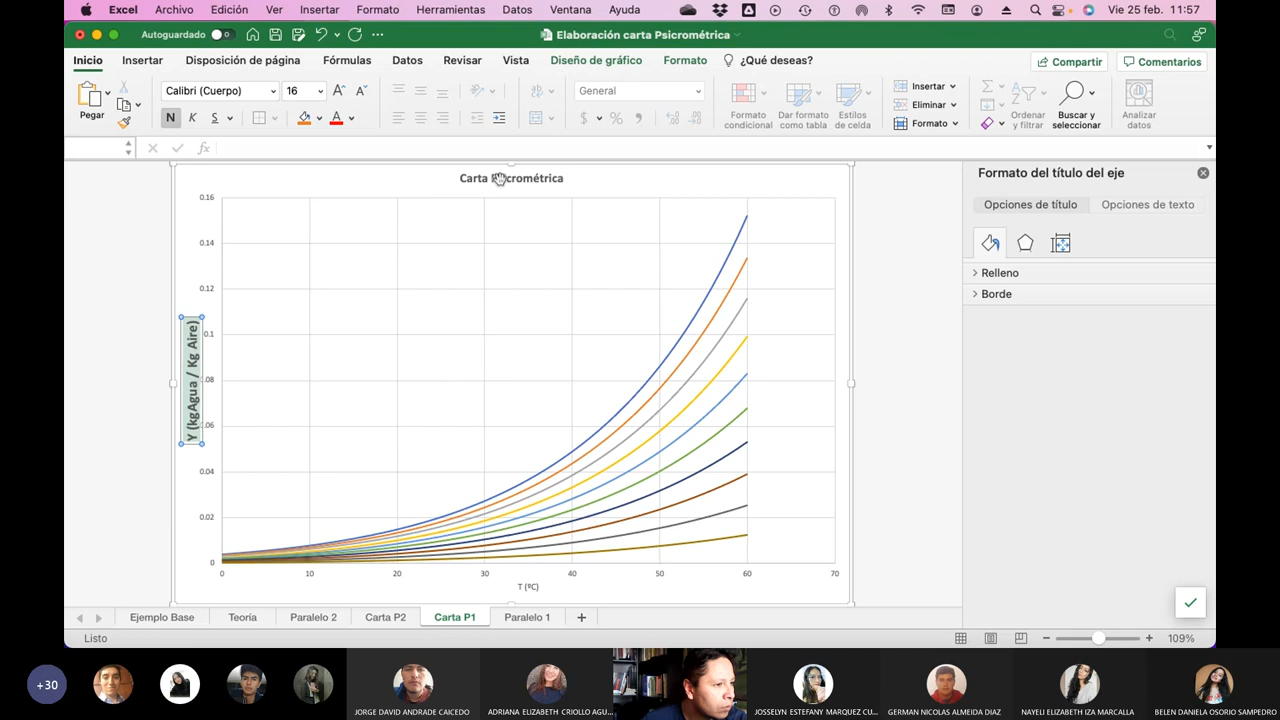 Excel Archivo Edición Ver Insertar Formato Herramientas Datos Ventana Ayuda Vie 25 feb. 11:57
Autoguardado Elaboración carta Psicrométrica
Inicio Insertar Disposición de página Fórmulas Datos Revisar Vista Diseño de gráfico Formato ¿Qué deseas? Compartir Comentarios
Pegar
Calibri (Cuerpo) 16
N K S
General
Formato condicional
Dar formato como tabla
Estilos de celda
Insertar
Eliminar
Formato
Ordenar y filtrar
Buscar y seleccionar
Analizar datos
fx
Carta Psicrométrica
0.16
0.14
0.12
0.1
.08
.06
0.04
0.02
0
Y (kgAgua / Kg Aire)
0 10 20 30 40 50 60 70
T (ºC)
Formato del título del eje
Opciones de título Opciones de texto
Relleno
Borde
Ejemplo Base Teoría Paralelo 2 Carta P2 Carta P1 Paralelo 1
Listo 109%
+30
JORGE DAVID ANDRADE CAICEDO
ADRIANA ELIZABETH CRIOLLO AGU...
JOSSELYN ESTEFANY MARQUEZ CU...
GERMAN NICOLAS ALMEIDA DIAZ
NAYELI ELIZABETH IZA MARCALLA
BELEN DANIELA OSORIO SAMPEDRO